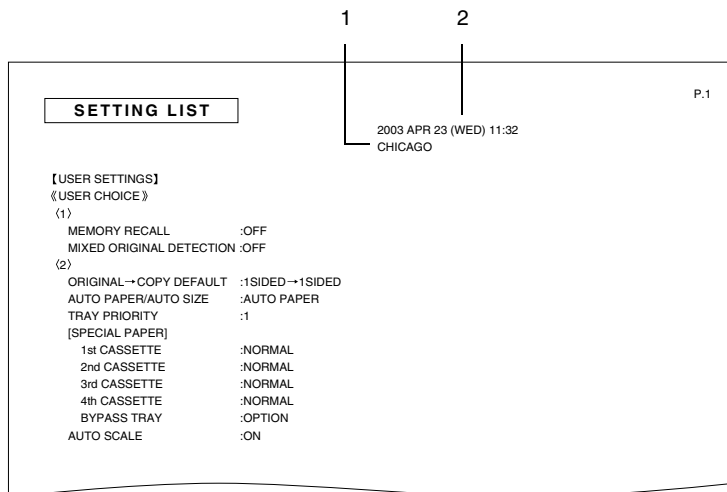 1 2
P.1
SETTING LIST
2003 APR 23 (WED) 11:32
CHICAGO
【USER SETTINGS】
《USER CHOICE》
〈1〉
MEMORY RECALL :OFF
MIXED ORIGINAL DETECTION :OFF
〈2〉
ORIGINAL→COPY DEFAULT :1SIDED→1SIDED
AUTO PAPER/AUTO SIZE :AUTO PAPER
TRAY PRIORITY :1
[SPECIAL PAPER]
1st CASSETTE :NORMAL
2nd CASSETTE :NORMAL
3rd CASSETTE :NORMAL
4th CASSETTE :NORMAL
BYPASS TRAY :OPTION
AUTO SCALE :ON